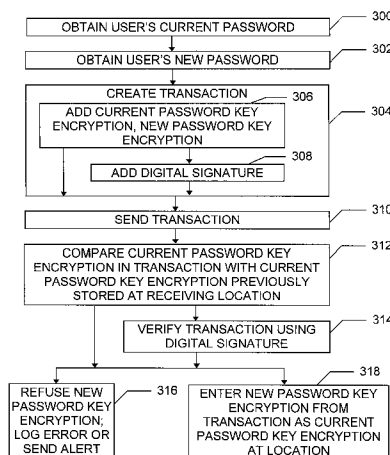 OBTAIN USER'S CURRENT PASSWORD
300
OBTAIN USER'S NEW PASSWORD
302
CREATE TRANSACTION
304
306
ADD CURRENT PASSWORD KEY
ENCRYPTION, NEW PASSWORD KEY
ENCRYPTION
308
ADD DIGITAL SIGNATURE
SEND TRANSACTION
310
COMPARE CURRENT PASSWORD KEY
ENCRYPTION IN TRANSACTION WITH CURRENT
PASSWORD KEY ENCRYPTION PREVIOUSLY
STORED AT RECEIVING LOCATION
312
VERIFY TRANSACTION USING
DIGITAL SIGNATURE
314
REFUSE NEW
PASSWORD KEY
ENCRYPTION;
LOG ERROR OR
SEND ALERT
316
318
ENTER NEW PASSWORD KEY
ENCRYPTION FROM
TRANSACTION AS CURRENT
PASSWORD KEY ENCRYPTION
AT LOCATION